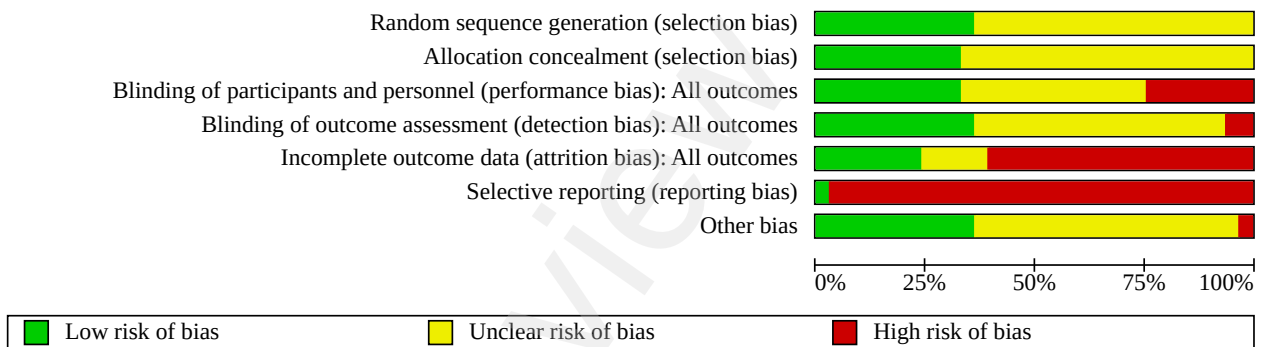 Random sequence generation (selection bias)
Allocation concealment (selection bias)
Blinding of participants and personnel (performance bias): All outcomes
Blinding of outcome assessment (detection bias): All outcomes
Incomplete outcome data (attrition bias): All outcomes
Selective reporting (reporting bias)
Other bias
0% 25% 50% 75% 100%
Low risk of bias Unclear risk of bias High risk of bias
view